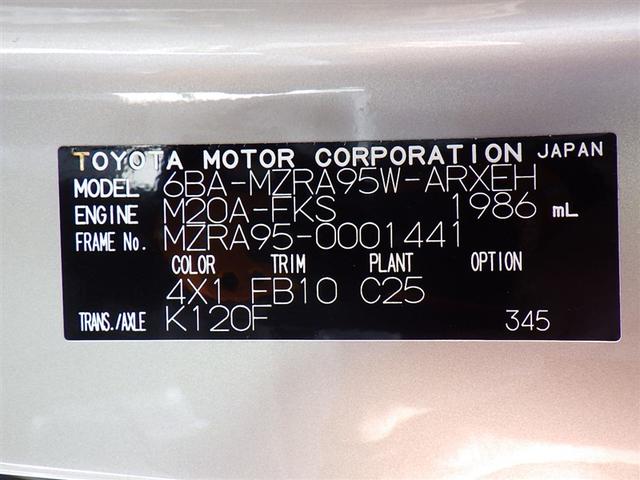 TOYOTA MOTOR CORPORATION JAPAN
MODEL 6BA-MZRA95W-ARXEH
ENGINE M20A-FKS 1986 mL
FRAME No. MZRA95-0001441
COLOR TRIM PLANT OPTION
4X1 FB10 C25
TRANS./AXLE K120F 345